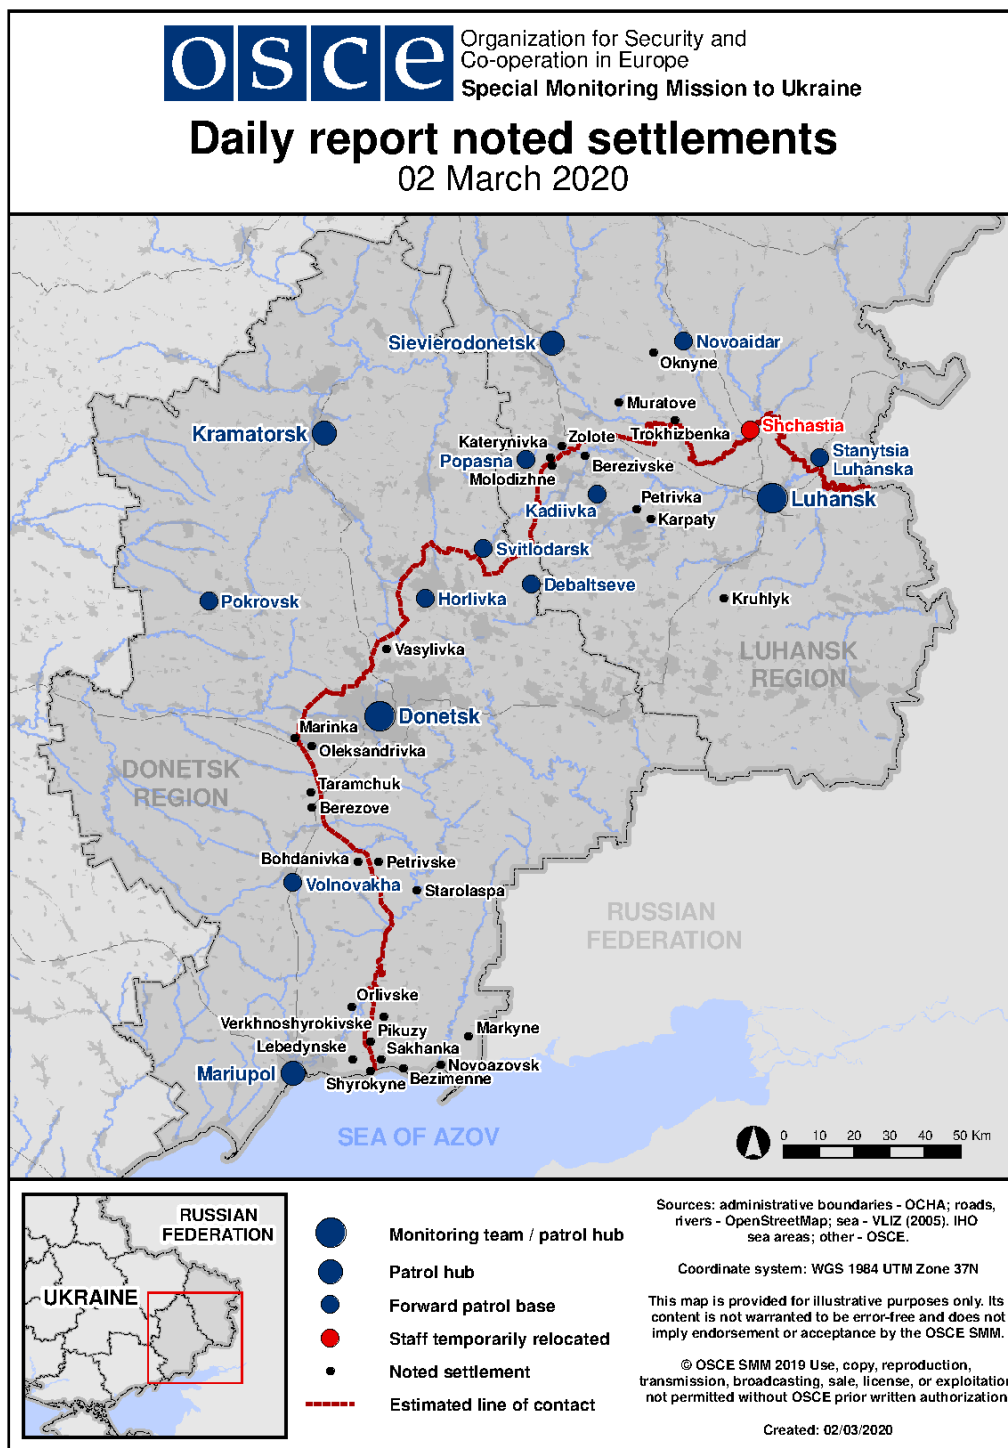 osce
Organization for Security and
Co-operation in Europe
Special Monitoring Mission to Ukraine
Daily report noted settlements
02 March 2020
Sievierodonetsk
Novoaidar
Oknyne
Muratove
Kramatorsk
Trokhizbenka
Shchastia
Katerynivka
Zolote
Popasna
Molodizhne
Berezivske
Stanytsia
Luhanska
Kadiivka
Petrivka
Karpaty
Luhansk
Svitlodarsk
Debaltseve
Pokrovsk
Horlivka
Kruhlyk
Vasylivka
LUHANSK
REGION
Donetsk
Marinka
Oleksandrivka
DONETSK
REGION
Taramchuk
Berezove
Bohdanivka
Petrivske
Volnovakha
Starolaspa
RUSSIAN
FEDERATION
Orlivske
Verkhnoshyrokivske
Pikuzy
Markyne
Lebedynske
Sakhanka
Mariupol
Shyrokyne
Bezimenne
Novoazovsk
SEA OF AZOV
0 10 20 30 40 50 Km
RUSSIAN
FEDERATION
UKRAINE
Monitoring team / patrol hub
Patrol hub
Forward patrol base
Staff temporarily relocated
Noted settlement
Estimated line of contact
Sources: administrative boundaries - OCHA; roads,
rivers - OpenStreetMap; sea - VLIZ (2005). IHO
sea areas; other - OSCE.
Coordinate system: WGS 1984 UTM Zone 37N
This map is provided for illustrative purposes only. Its
content is not warranted to be error-free and does not
imply endorsement or acceptance by the OSCE SMM.
© OSCE SMM 2019 Use, copy, reproduction,
transmission, broadcasting, sale, license, or exploitation
not permitted without OSCE prior written authorization
Created: 02/03/2020